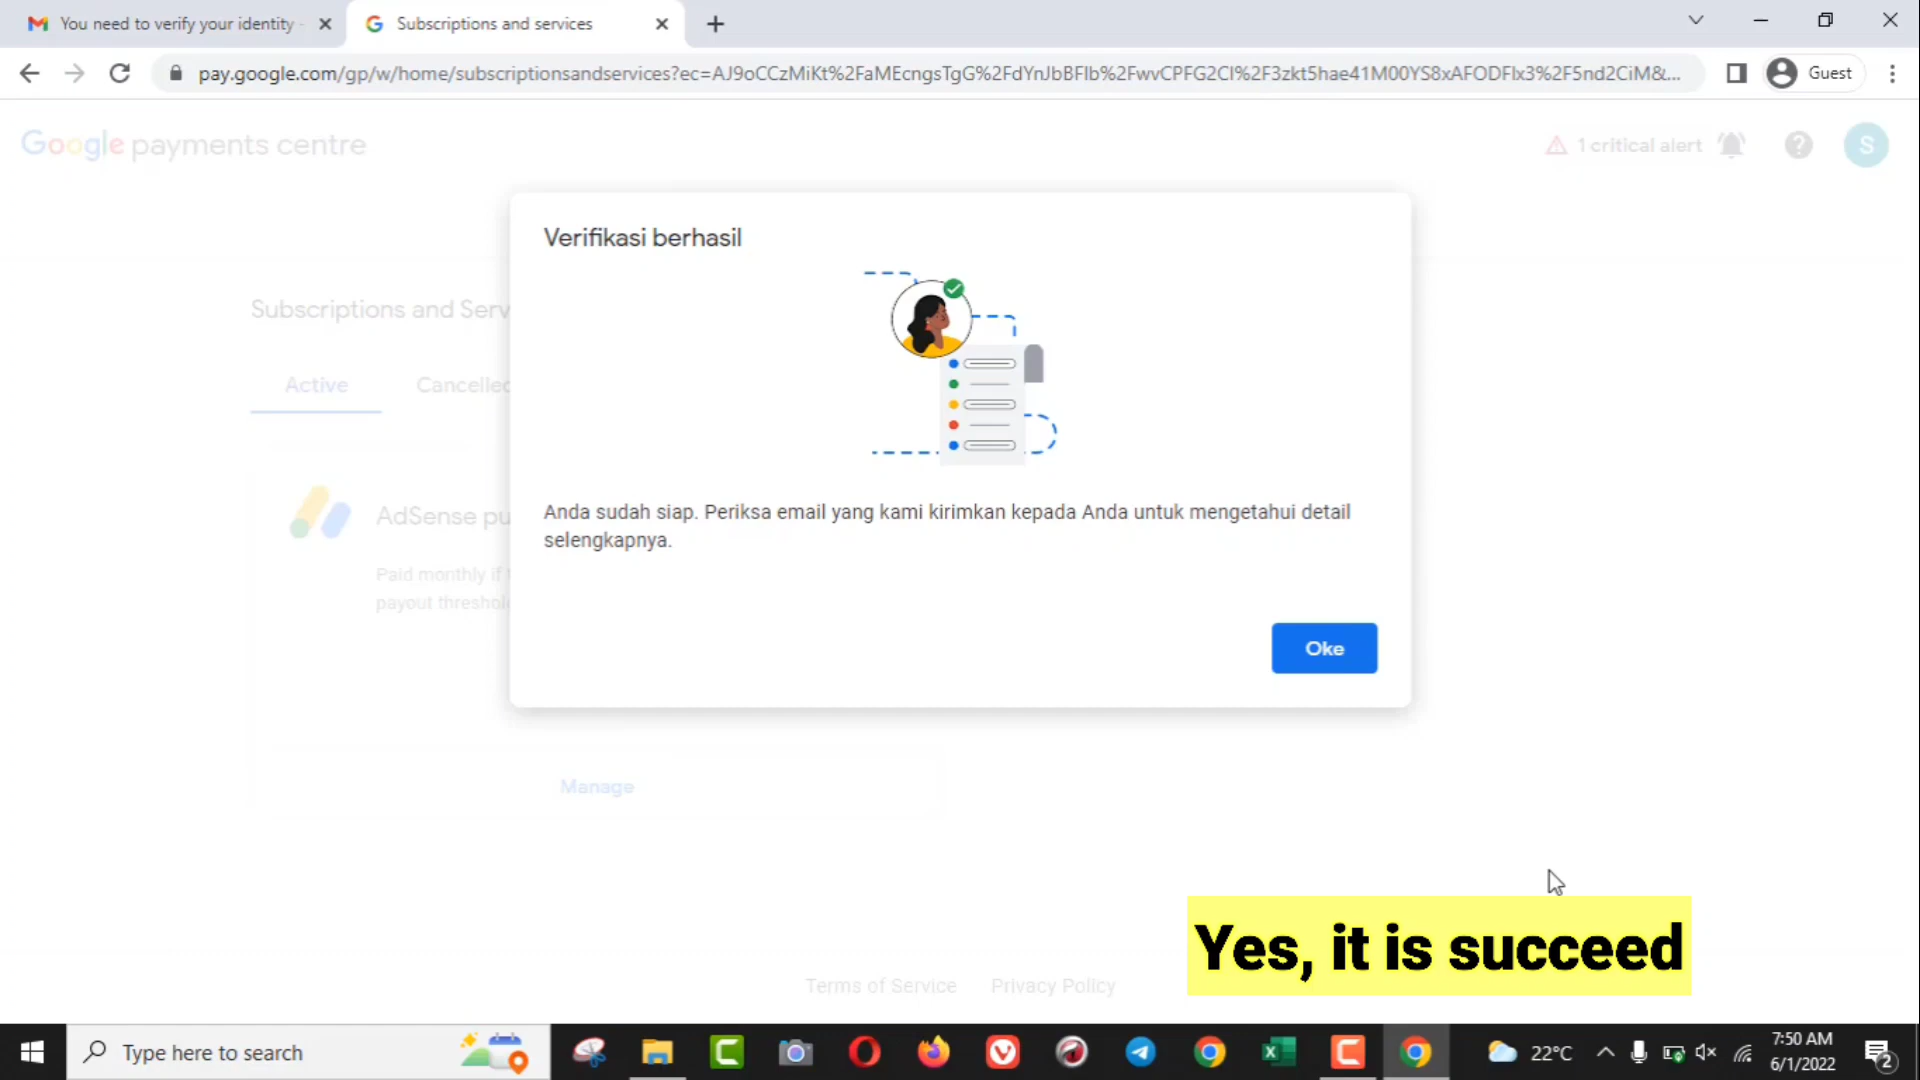 You need to verify your identity -
Subscriptions and services
pay.google.com/gp/w/home/subscriptionsandservices?ec=AJ9oCCzMiKt%2FaMEcngsTgG%2FdYnJbBFIb%2FwvCPFG2CI%2F3zkt5hae41M00YS8xAFODFIx3%2F5nd2CiM&...
Guest
Google payments centre
1 critical alert
S
Verifikasi berhasil
Subscriptions and Serv
Active
Cancelled
Anda sudah siap. Periksa email yang kami kirimkan kepada Anda untuk mengetahui detail
selengkapnya.
AdSense pu
Paid monthly if
payout threshold
Oke
Manage
Yes, it is succeed
Terms of Service
Privacy Policy
Type here to search
22°C
7:50 AM
6/1/2022
2